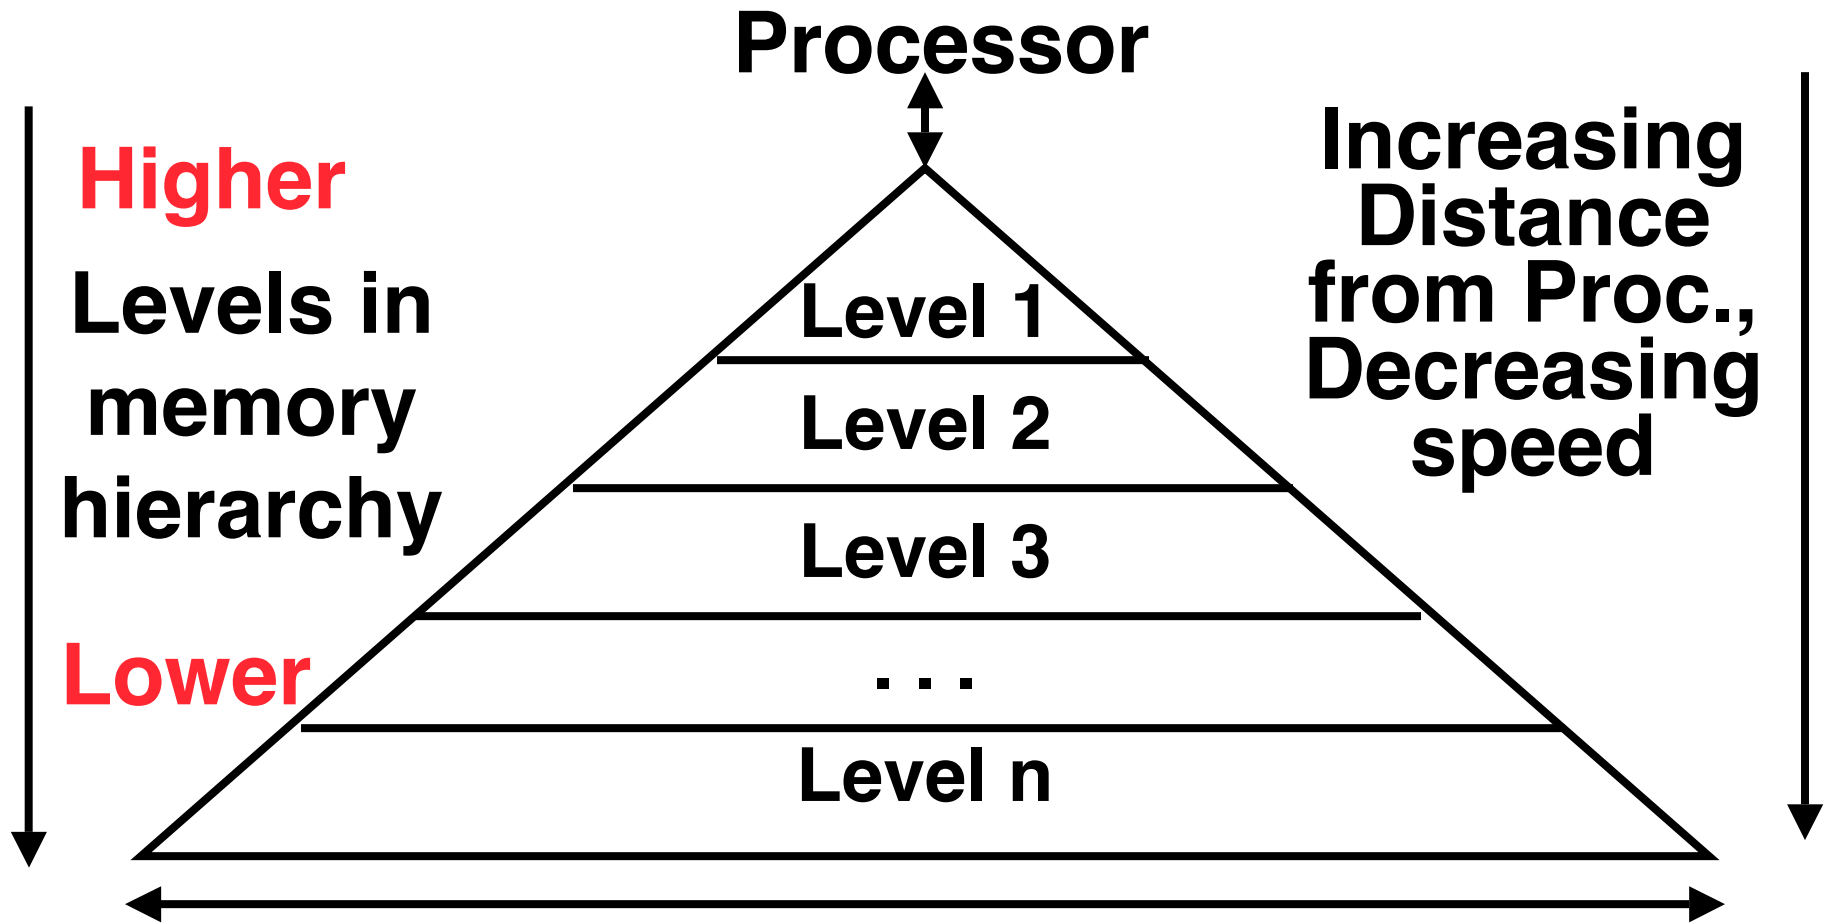 Processor
Higher
Levels in
memory
hierarchy
Lower
Increasing
Distance
from Proc.,
Decreasing
speed
Level 1
Level 2
Level 3
. . .
Level n